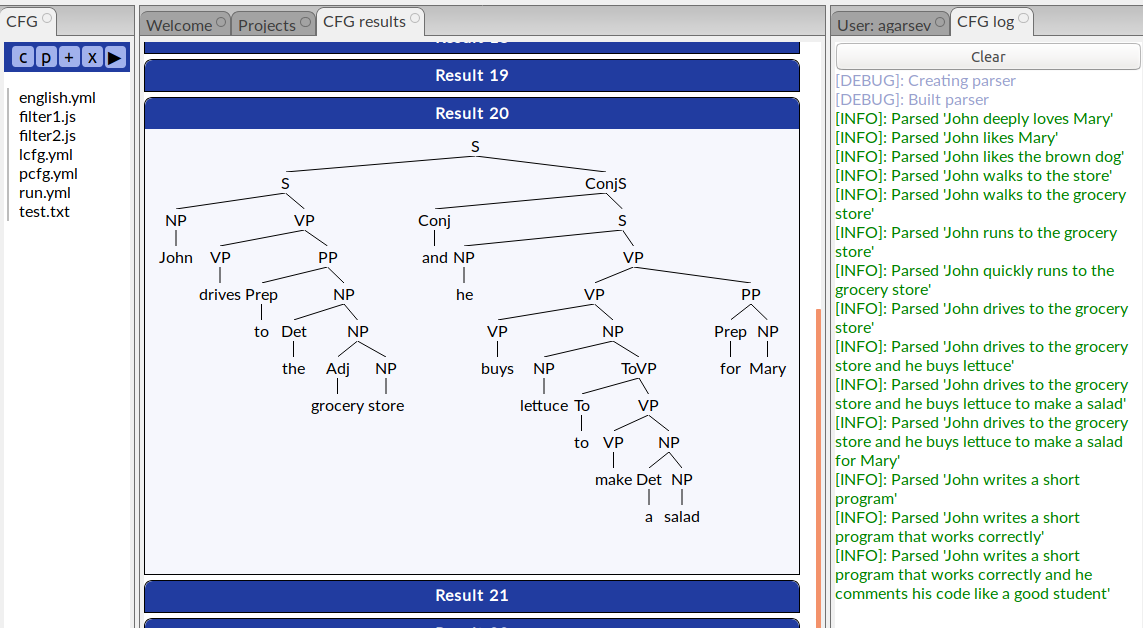 CFG
Welcome Projects CFG results
User: agarsev CFG log
c p + x ▶
english.yml
filter1.js
filter2.js
lcfg.yml
pcfg.yml
run.yml
test.txt
Result 19
Result 20
S
S ConjS
NP VP Conj S
John VP PP and NP VP
drives Prep NP he VP PP
to Det NP VP NP Prep NP
the Adj NP buys NP ToVP for Mary
grocery store lettuce To VP
to VP NP
make Det NP
a salad
Result 21
Clear
[DEBUG]: Creating parser
[DEBUG]: Built parser
[INFO]: Parsed 'John deeply loves Mary'
[INFO]: Parsed 'John likes Mary'
[INFO]: Parsed 'John likes the brown dog'
[INFO]: Parsed 'John walks to the store'
[INFO]: Parsed 'John walks to the grocery
store'
[INFO]: Parsed 'John runs to the grocery
store'
[INFO]: Parsed 'John quickly runs to the
grocery store'
[INFO]: Parsed 'John drives to the grocery
store'
[INFO]: Parsed 'John drives to the grocery
store and he buys lettuce'
[INFO]: Parsed 'John drives to the grocery
store and he buys lettuce to make a salad'
[INFO]: Parsed 'John drives to the grocery
store and he buys lettuce to make a salad
for Mary'
[INFO]: Parsed 'John writes a short
program'
[INFO]: Parsed 'John writes a short
program that works correctly'
[INFO]: Parsed 'John writes a short
program that works correctly and he
comments his code like a good student'